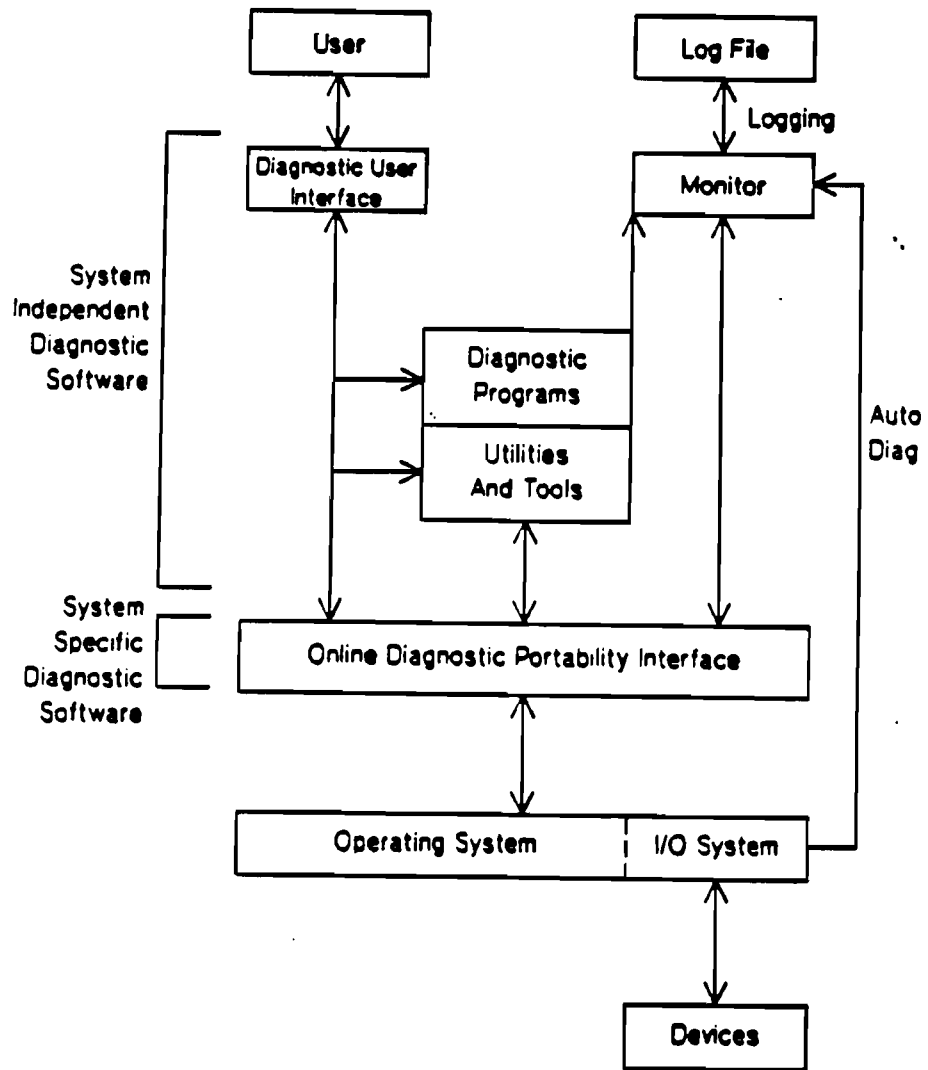 User
Log File
Logging
Diagnostic User
Interface
Monitor
System
Independent
Diagnostic
Software
Diagnostic
Programs
Utilities
And Tools
Auto
Diag
System
Specific
Diagnostic
Software
Online Diagnostic Portability Interface
Operating System
I/O System
Devices